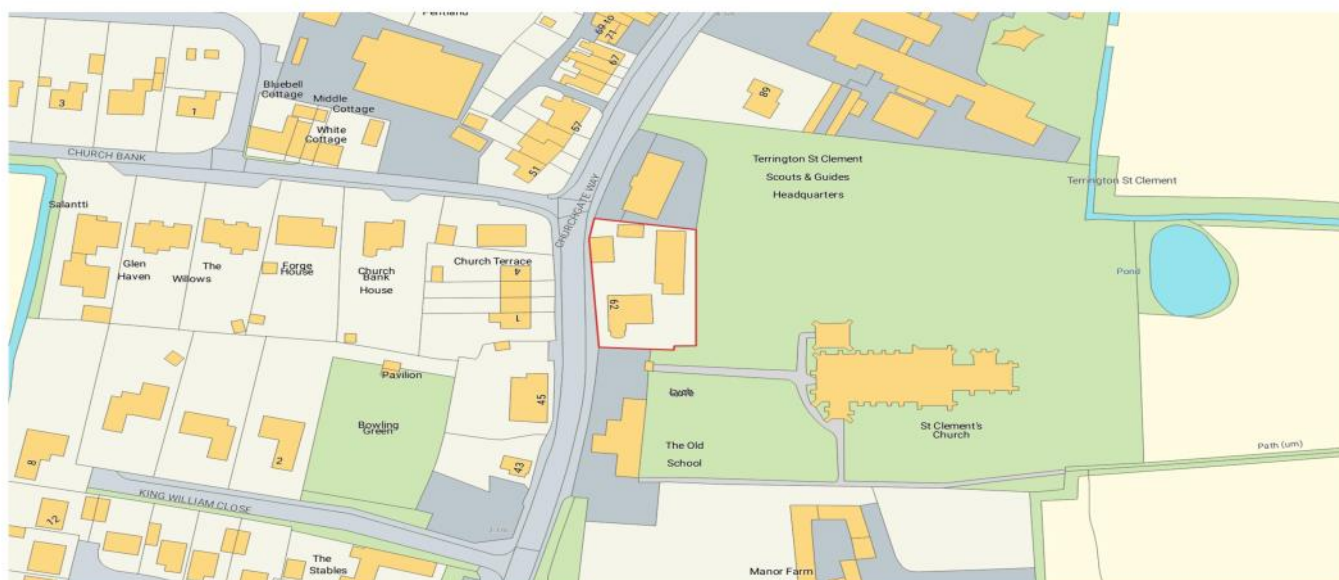 Pentland
69 to
71
67
Bluebell
Cottage
Middle
Cottage
White
Cottage
3
1
57
51
89
CHURCH BANK
CHURCHGATE WAY
Terrington St Clement
Scouts & Guides
Headquarters
Terrington St Clement
Salantti
Glen
Haven
The
Willows
Forge
House
Church
Bank
House
Church Terrace
4
1
62
Pond
Pavilion
Bowling
Green
45
43
The Old
School
St Clement's
Church
Path (um)
8
2
KING WILLIAM CLOSE
12
The
Stables
Manor Farm